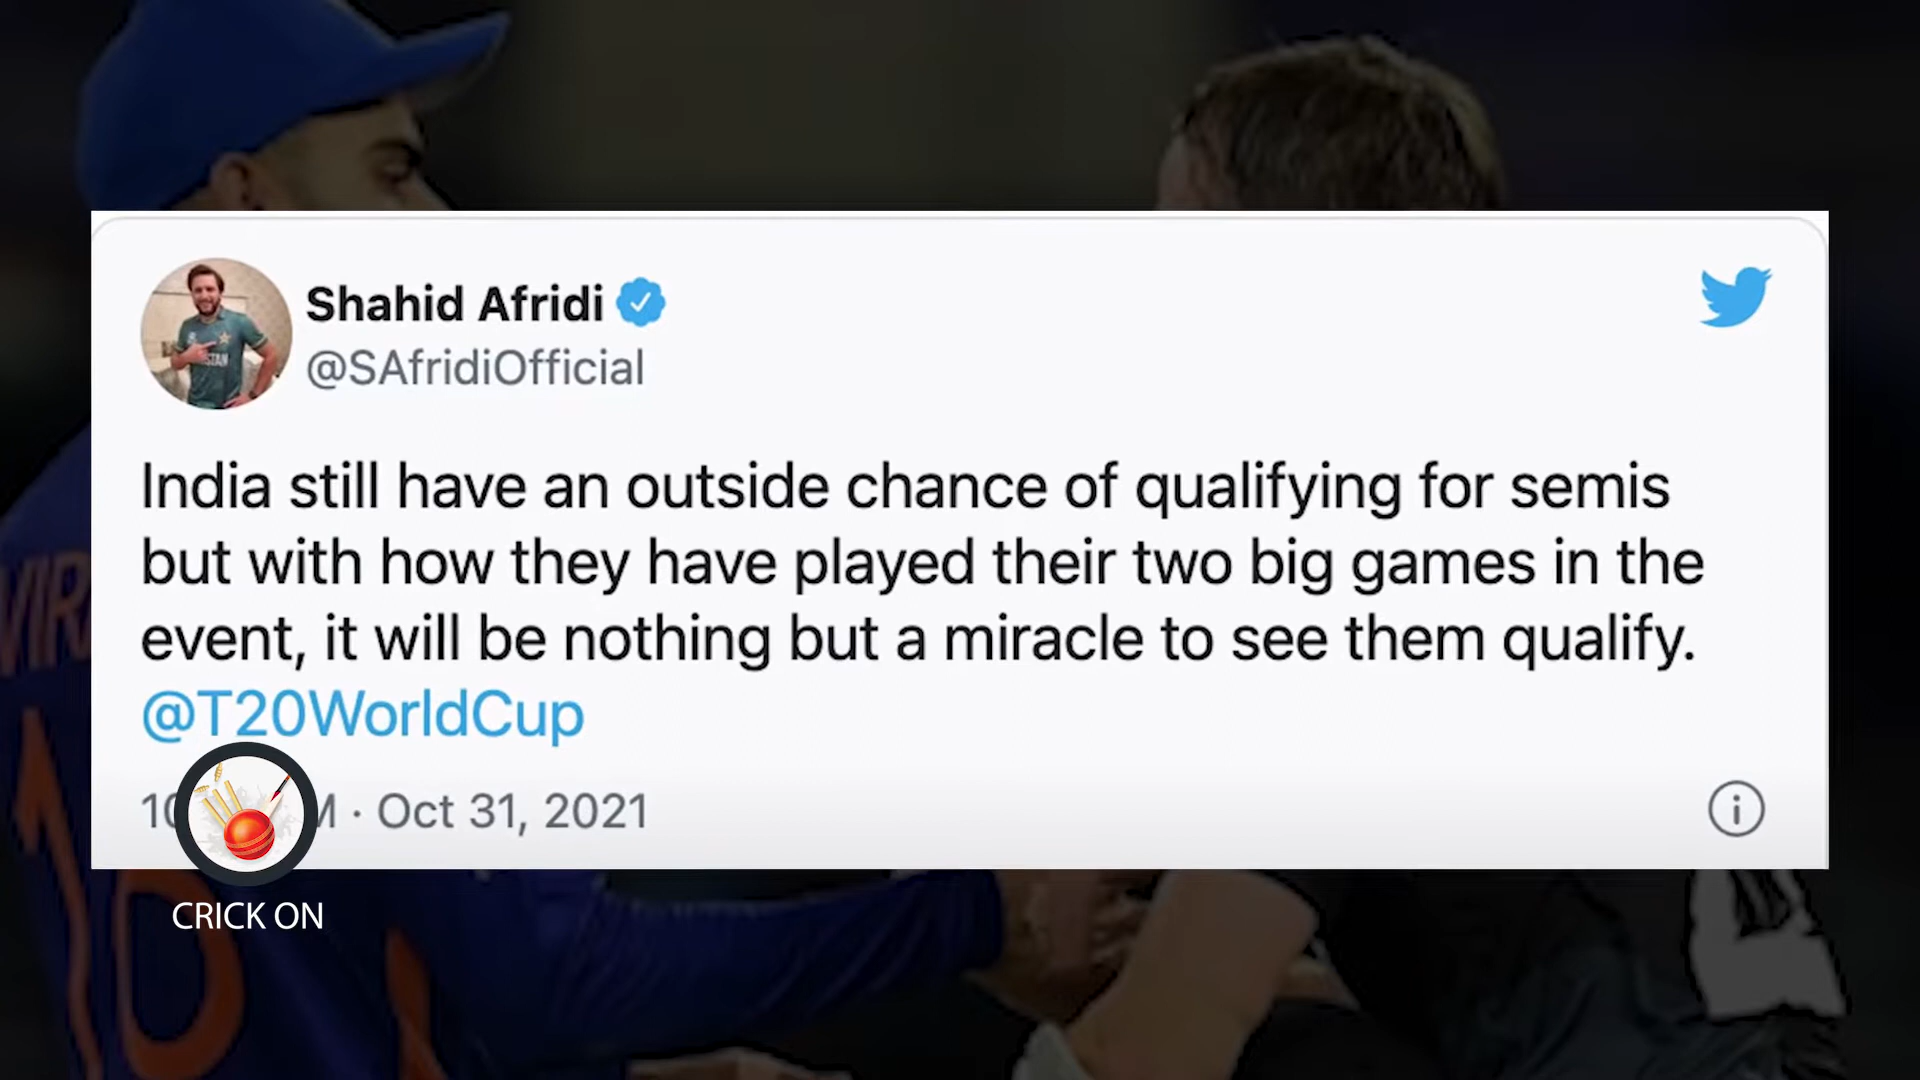 Shahid Afridi
@SAfridiOfficial
India still have an outside chance of qualifying for semis
but with how they have played their two big games in the
event, it will be nothing but a miracle to see them qualify.
@T20WorldCup
· Oct 31, 2021
CRICK ON